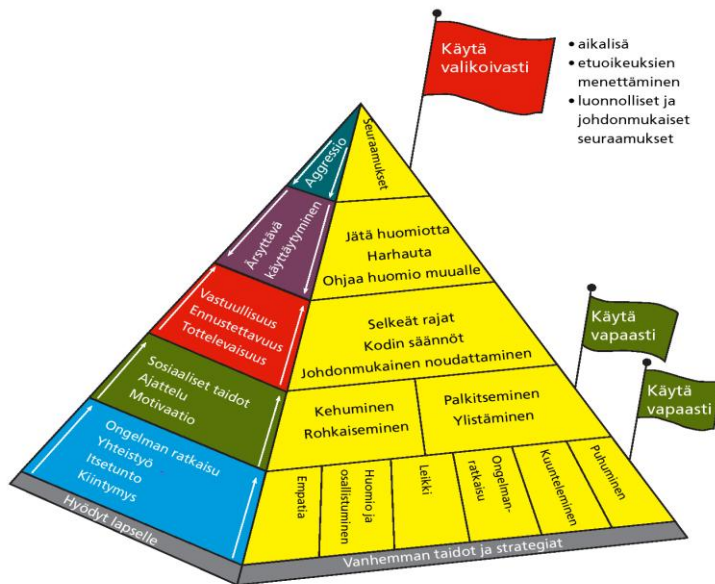 Käytä
valikoivasti
• aikalisä
• etuoikeuksien
menettäminen
• luonnolliset ja
johdonmukaiset
seuraamukset
Aggressio
Seuraamukset
Ärsyttävä
käyttäytyminen
Jätä huomiotta
Harhauta
Ohjaa huomio muualle
Vastuullisuus
Ennustettavuus
Tottelevaisuus
Selkeät rajat
Kodin säännöt
Johdonmukainen noudattaminen
Käytä
vapaasti
Sosiaaliset taidot
Ajattelu
Motivaatio
Kehuminen
Rohkaiseminen
Palkitseminen
Ylistäminen
Käytä
vapaasti
Ongelman ratkaisu
Yhteistyö
Itsetunto
Kiintymys
Empatia
Huomio ja
osallistuminen
Leikki
Ongelman-
ratkaisu
Kuunteleminen
Puhuminen
Hyödyt lapselle
Vanhemman taidot ja strategiat